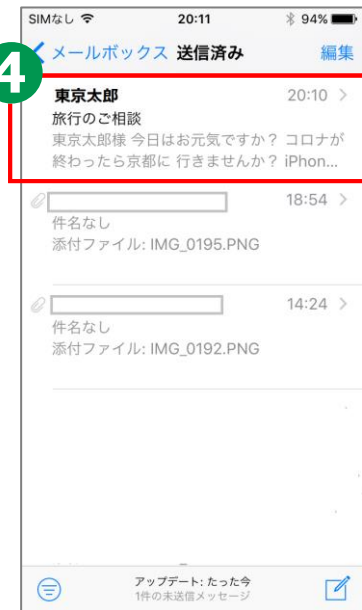 SIMなし 20:11 94%
メールボックス 送信済み 編集
4
東京太郎 20:10
旅行のご相談
東京太郎様 今日はお元気ですか？ コロナが
終わったら京都に 行きませんか？ iPhon...
18:54
件名なし
添付ファイル: IMG_0195.PNG
14:24
件名なし
添付ファイル: IMG_0192.PNG
アップデート: たった今
1件の未送信メッセージ